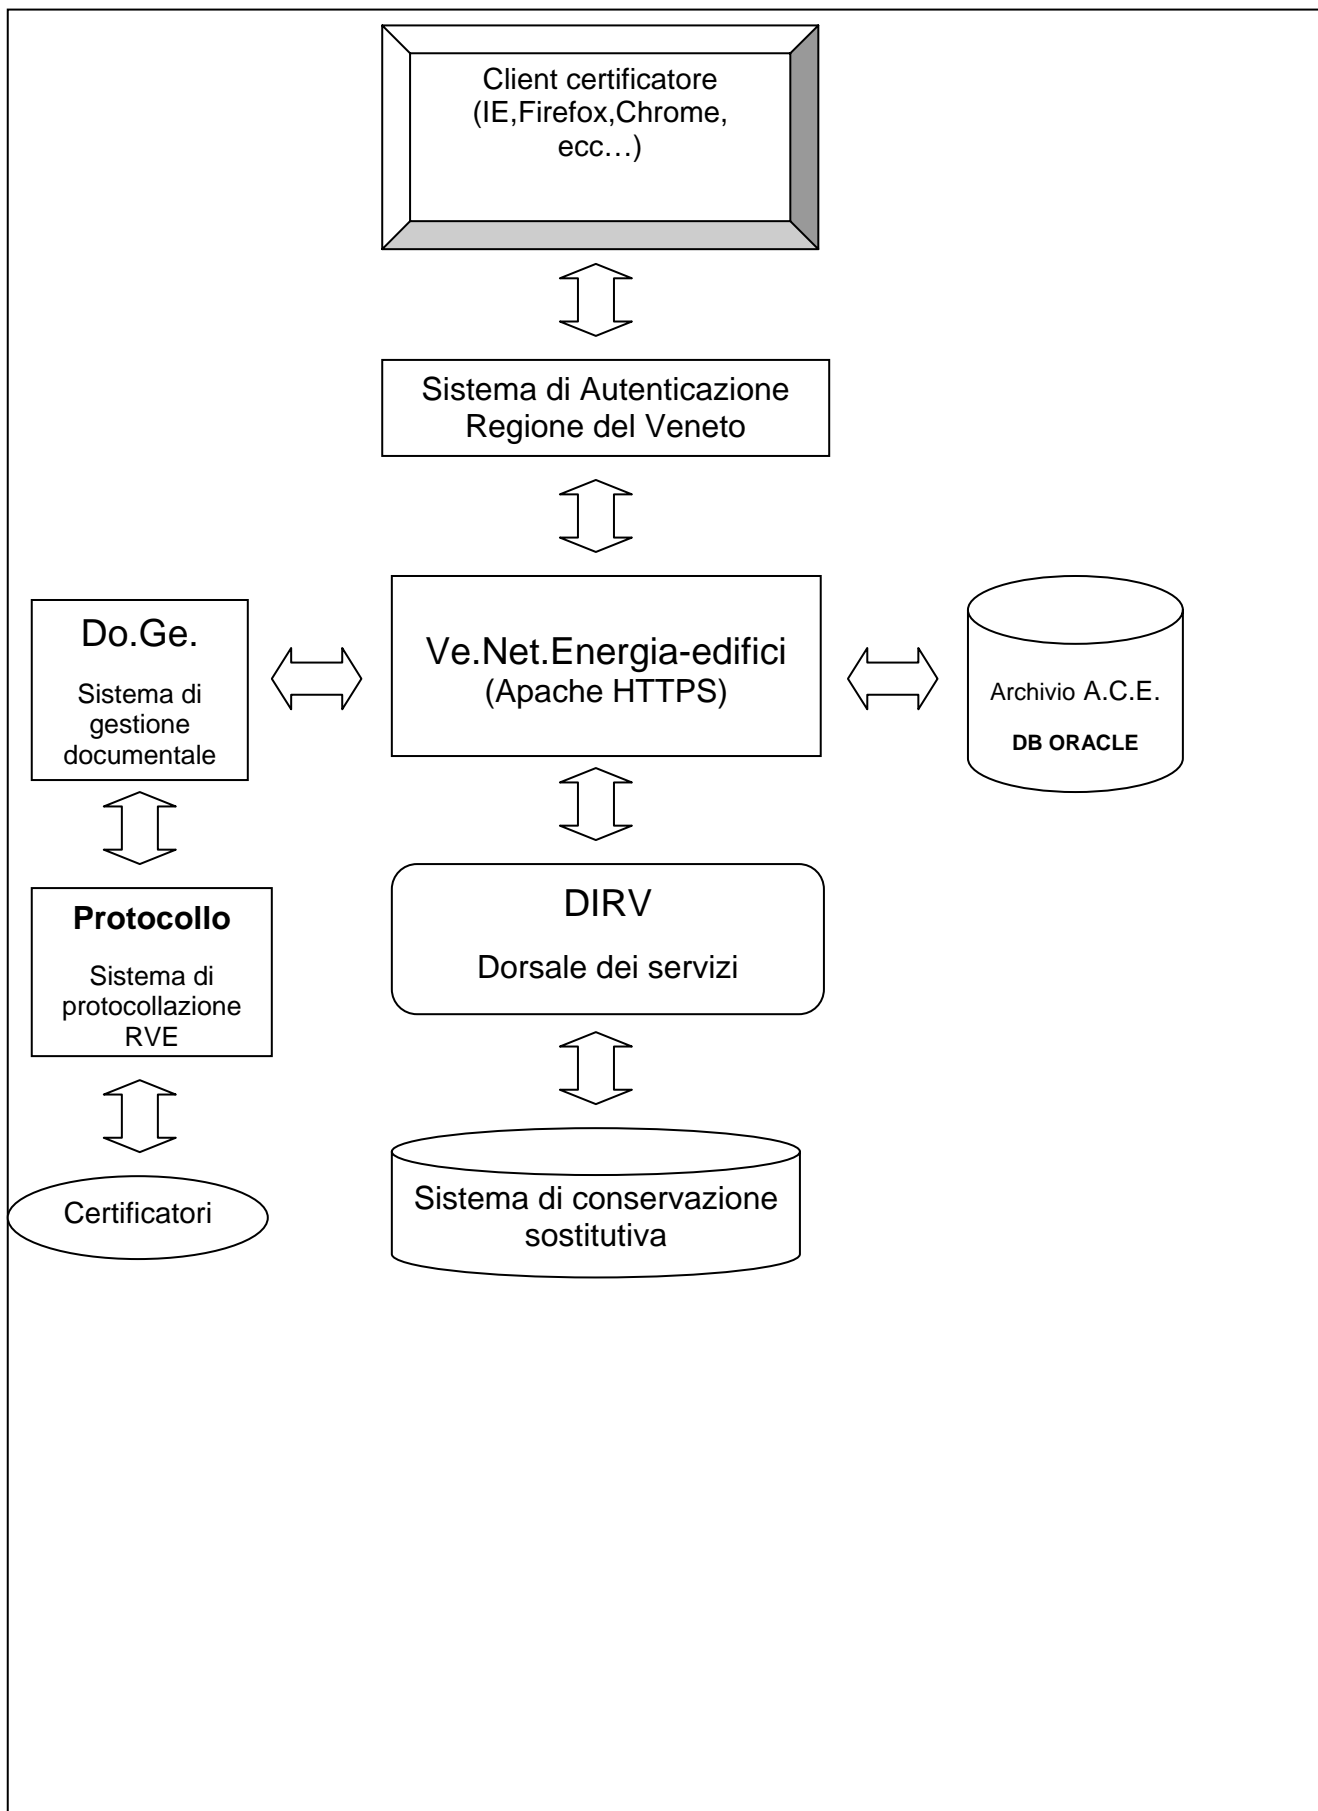 Client certificatore
(IE,Firefox,Chrome,
ecc…)
Sistema di Autenticazione
Regione del Veneto
Do.Ge.
Sistema di
gestione
documentale
Ve.Net.Energia-edifici
(Apache HTTPS)
Archivio A.C.E.
DB ORACLE
Protocollo
Sistema di
protocollazione
RVE
DIRV
Dorsale dei servizi
Certificatori
Sistema di conservazione
sostitutiva